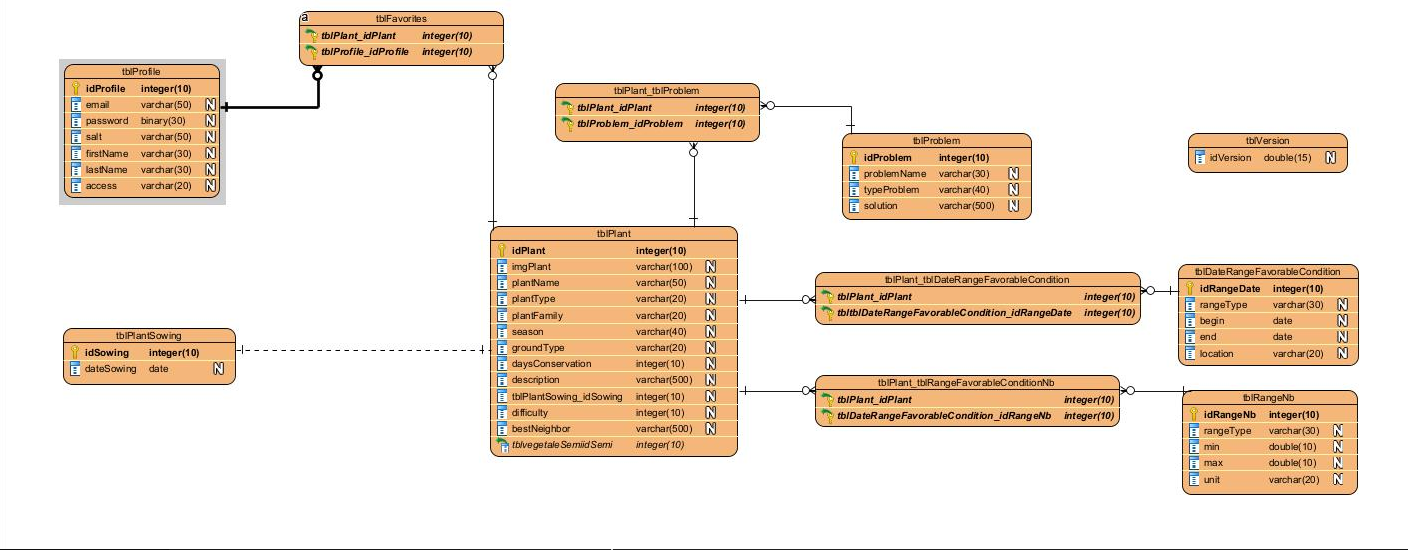 a
tblFavorites
tblPlant_idPlant integer(10)
tblProfile_idProfile integer(10)
tblProfile
idProfile integer(10)
email varchar(50) N
password binary(30) N
salt varchar(50) N
firstName varchar(30) N
lastName varchar(30) N
access varchar(20) N
tblPlant_tblProblem
tblPlant_idPlant integer(10)
tblProblem_idProblem integer(10)
tblProblem
idProblem integer(10)
problemName varchar(30) N
typeProblem varchar(40) N
solution varchar(500) N
tblVersion
idVersion double(15) N
tblPlant
idPlant integer(10)
imgPlant varchar(100) N
plantName varchar(50) N
plantType varchar(20) N
plantFamily varchar(20) N
season varchar(40) N
groundType varchar(20) N
daysConservation integer(10) N
description varchar(500) N
tblPlantSowing_idSowing integer(10) N
difficulty integer(10) N
bestNeighbor varchar(500) N
tblvegetaleSemiidSemi integer(10)
tblPlant_tblDateRangeFavorableCondition
tblPlant_idPlant integer(10)
tbltblDateRangeFavorableCondition_idRangeDate integer(10)
tblDateRangeFavorableCondition
idRangeDate integer(10)
rangeType varchar(30) N
begin date N
end date N
location varchar(20) N
tblPlantSowing
idSowing integer(10)
dateSowing date N
tblPlant_tblRangeFavorableConditionNb
tblPlant_idPlant integer(10)
tblDateRangeFavorableCondition_idRangeNb integer(10)
tblRangeNb
idRangeNb integer(10)
rangeType varchar(30) N
min double(10) N
max double(10) N
unit varchar(20) N